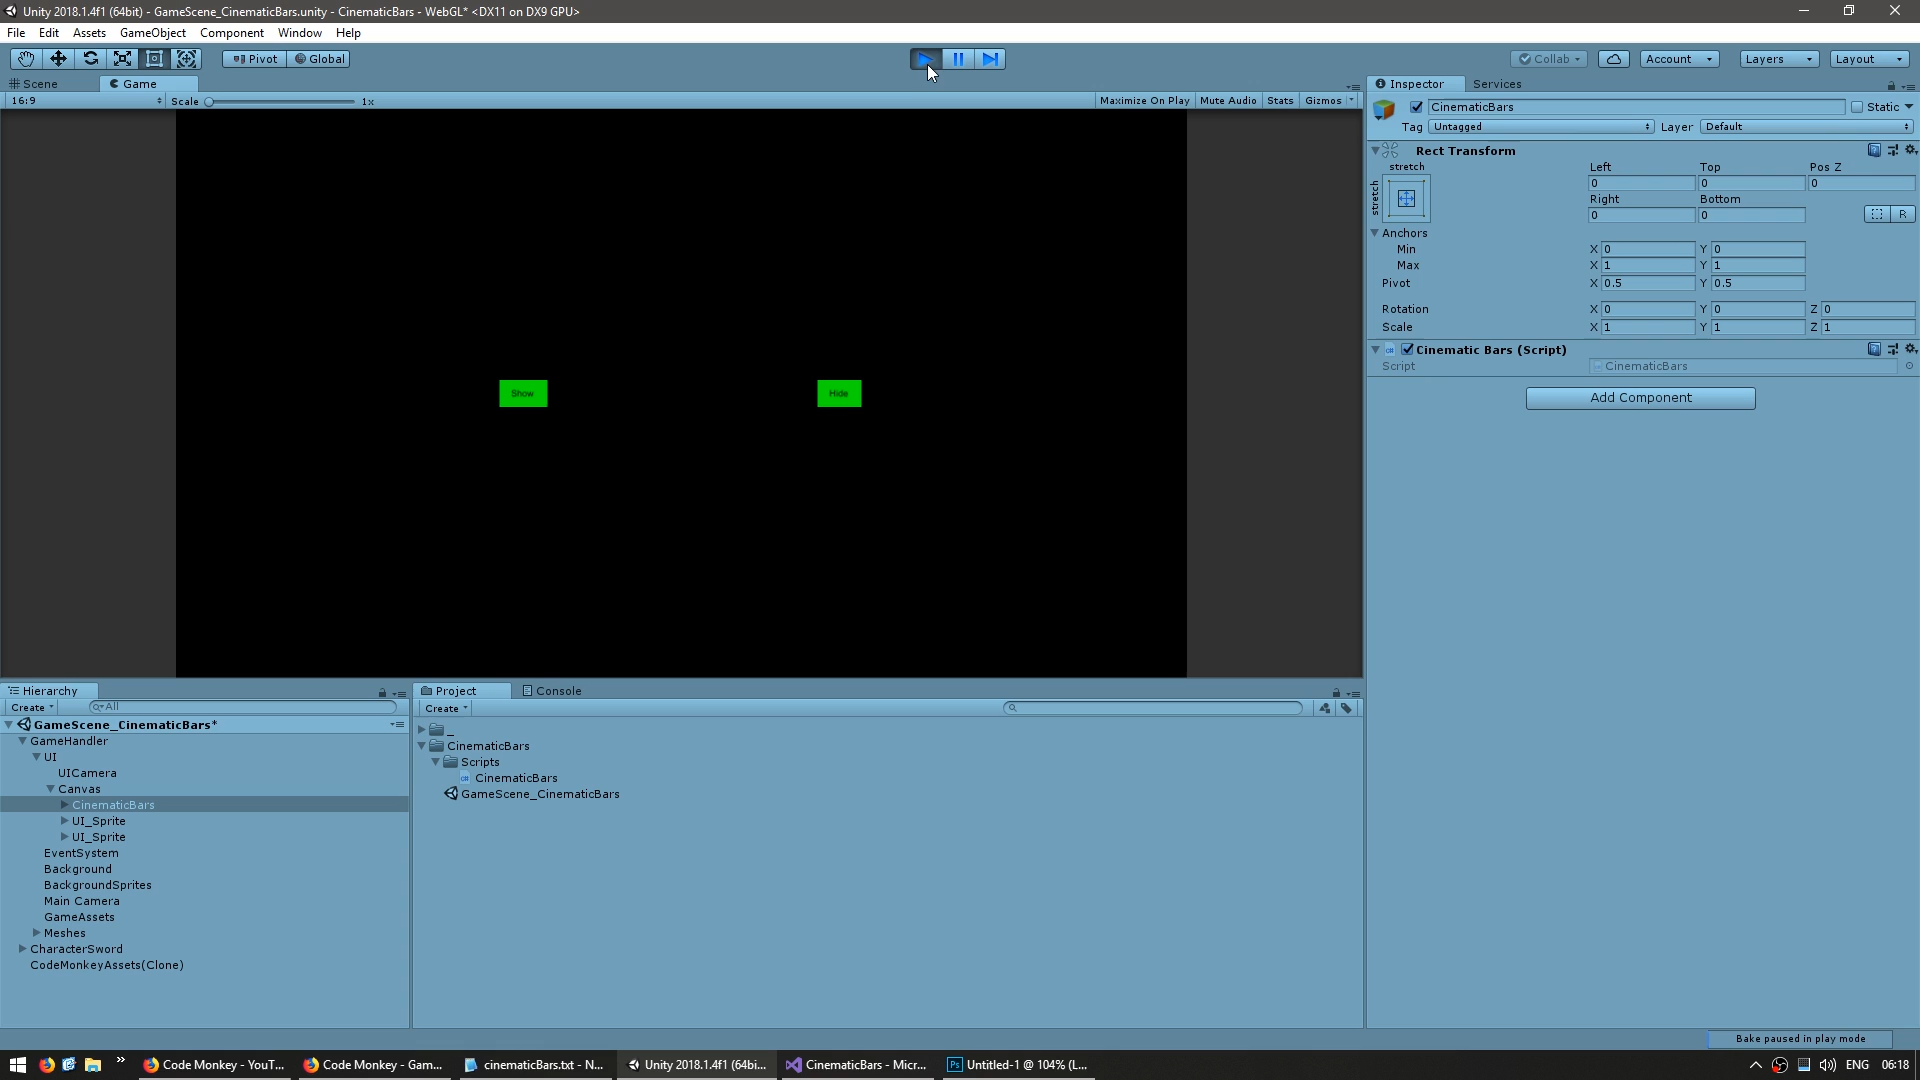 Unity 2018.1.4f1 (64bit) - GameScene_CinematicBars.unity - CinematicBars - WebGL* <DX11 on DX9 GPU>
File Edit Assets GameObject Component Window Help
Pivot Global Collab Account Layers Layout
Scene Game Inspector Services
16:9 Scale 1x Maximize On Play Mute Audio Stats Gizmos
CinematicBars Static
Tag Untagged Layer Default
Rect Transform
stretch Left Top Pos Z
stretch
0 0 0
Right Bottom
0 0 R
Anchors
Min X 0 Y 0
Max X 1 Y 1
Pivot X 0.5 Y 0.5
Rotation X 0 Y 0 Z 0
Scale X 1 Y 1 Z 1
Cinematic Bars (Script)
Script CinematicBars
Add Component
Show Hide
Hierarchy
Create All
GameScene_CinematicBars*
GameHandler
UI
UICamera
Canvas
CinematicBars
UI_Sprite
UI_Sprite
EventSystem
Background
BackgroundSprites
Main Camera
GameAssets
Meshes
CharacterSword
CodeMonkeyAssets(Clone)
Project Console
Create
_
CinematicBars
Scripts
CinematicBars
GameScene_CinematicBars
Bake paused in play mode
Code Monkey - YouT... Code Monkey - Gam... cinematicBars.txt - N... Unity 2018.1.4f1 (64bi... CinematicBars - Micr... Untitled-1 @ 104% (L... ENG 06:18